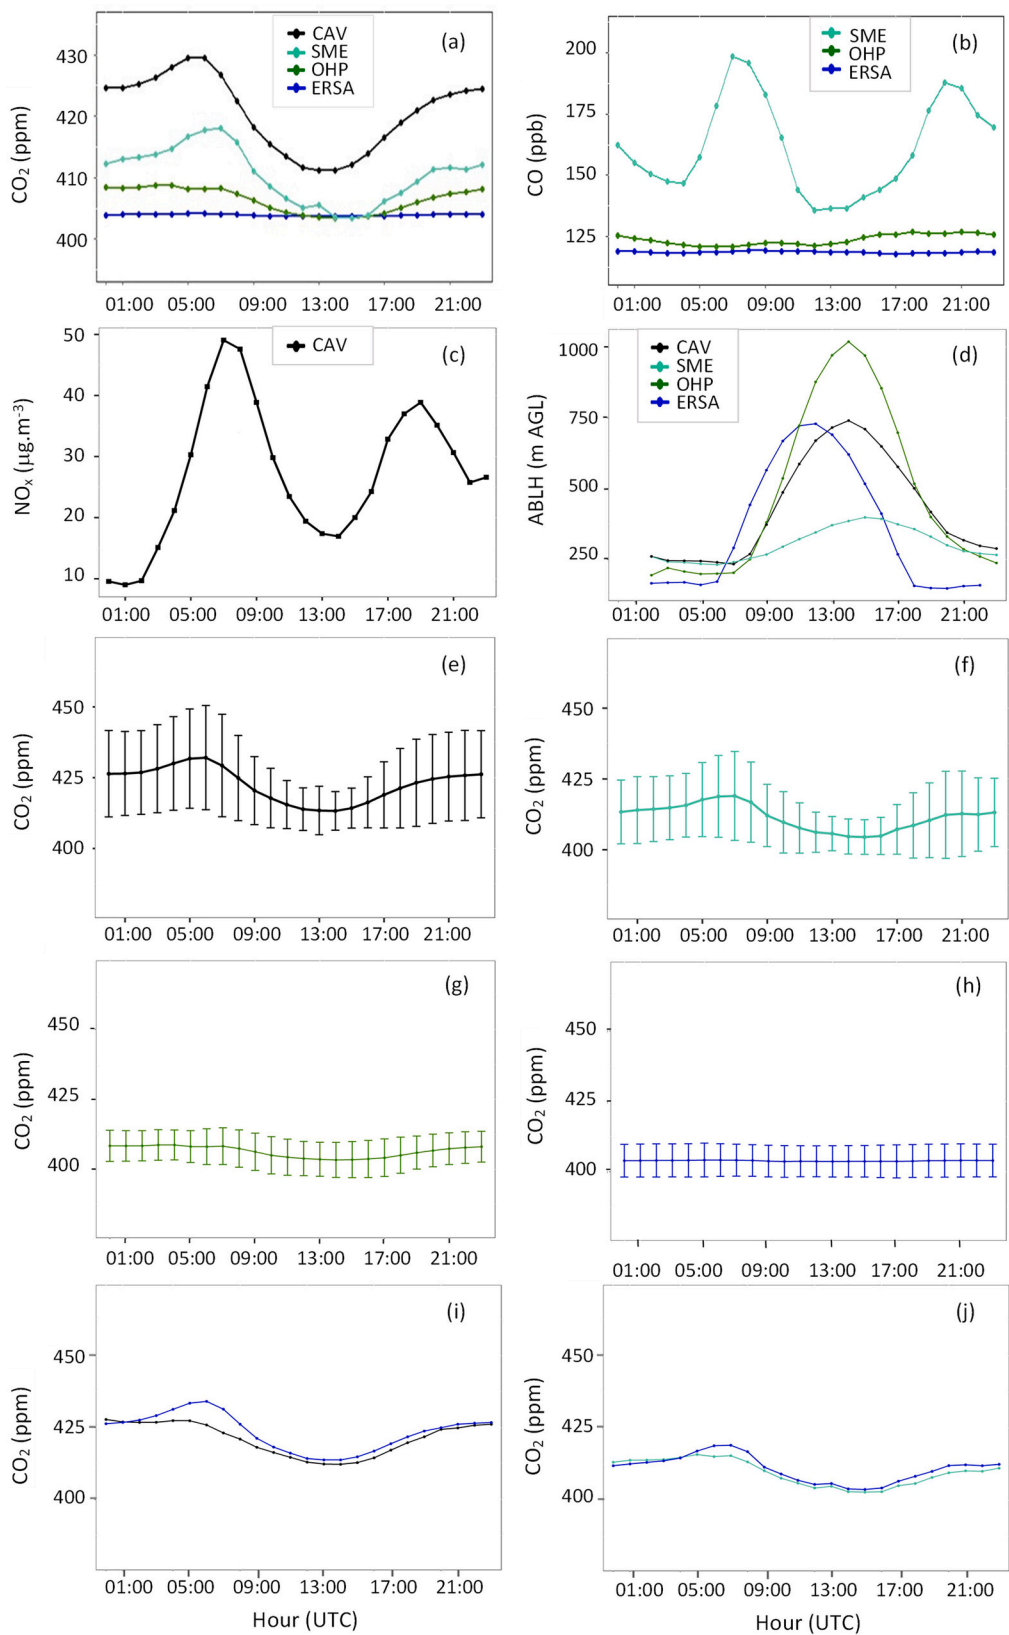 CAV
SME
OHP
ERSA
(a)
CO₂ (ppm)
430
420
410
400
01:00 05:00 09:00 13:00 17:00 21:00
SME
OHP
ERSA
(b)
CO (ppb)
200
175
150
125
01:00 05:00 09:00 13:00 17:00 21:00
CAV
(c)
NOₓ (μg.m⁻³)
50
40
30
20
10
01:00 05:00 09:00 13:00 17:00 21:00
CAV
SME
OHP
ERSA
(d)
ABLH (m AGL)
1000
750
500
250
01:00 05:00 09:00 13:00 17:00 21:00
(e)
CO₂ (ppm)
450
425
400
01:00 05:00 09:00 13:00 17:00 21:00
(f)
CO₂ (ppm)
450
425
400
01:00 05:00 09:00 13:00 17:00 21:00
(g)
CO₂ (ppm)
450
425
400
01:00 05:00 09:00 13:00 17:00 21:00
(h)
CO₂ (ppm)
450
425
400
01:00 05:00 09:00 13:00 17:00 21:00
(i)
CO₂ (ppm)
450
425
400
01:00 05:00 09:00 13:00 17:00 21:00
Hour (UTC)
(j)
CO₂ (ppm)
450
425
400
01:00 05:00 09:00 13:00 17:00 21:00
Hour (UTC)